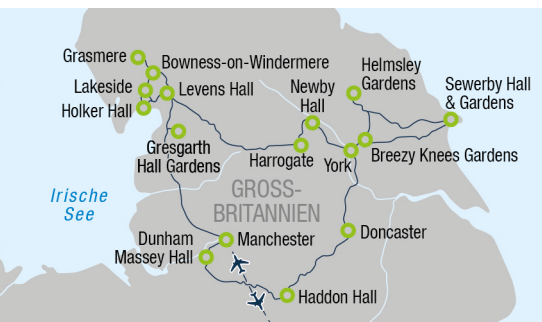 Grasmere
Bowness-on-Windermere
Lakeside
Levens Hall
Holker Hall
Newby
Hall
Helmsley
Gardens
Sewerby Hall
& Gardens
Gresgarth
Hall Gardens
Harrogate
York
Breezy Knees Gardens
GROSS-
BRITANNIEN
Irische
See
Dunham
Massey Hall
Manchester
Doncaster
Haddon Hall